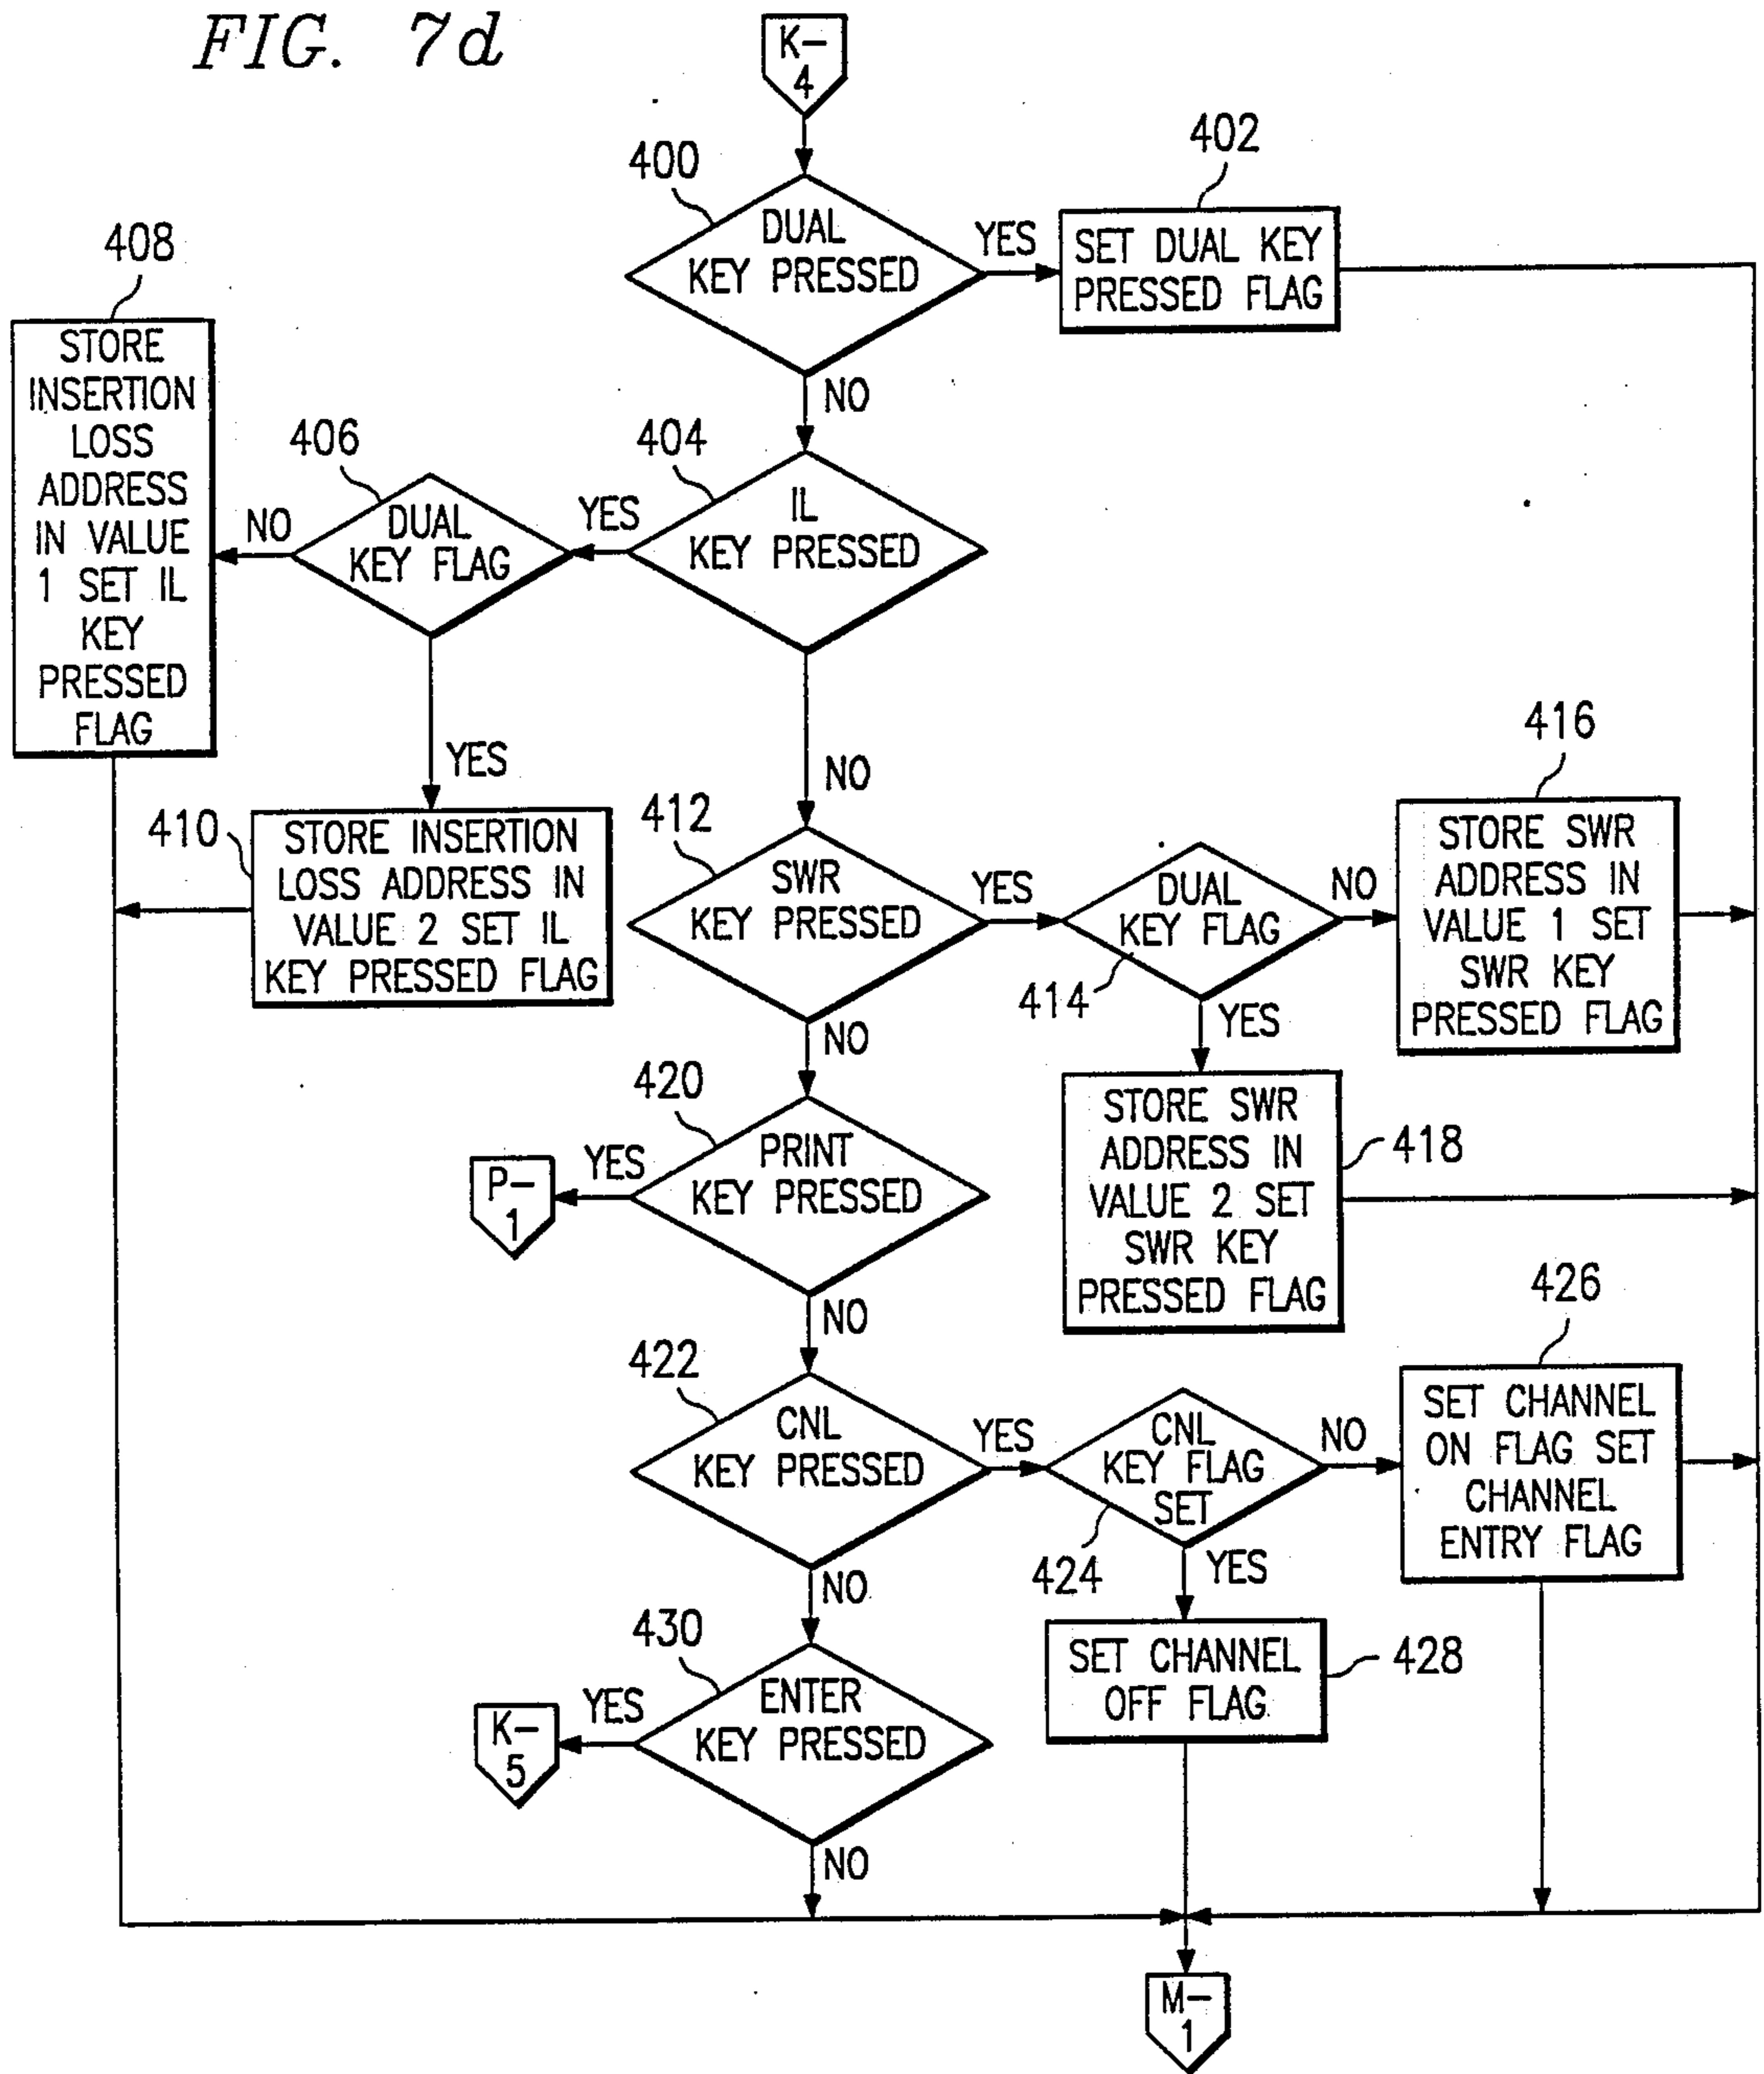 FIG. 7d
K-
4
400
DUAL
KEY PRESSED
YES
402
SET DUAL KEY
PRESSED FLAG
NO
408
STORE
INSERTION
LOSS
ADDRESS
IN VALUE
1 SET IL
KEY
PRESSED
FLAG
NO
406
DUAL
KEY FLAG
YES
404
IL
KEY PRESSED
YES
410
STORE INSERTION
LOSS ADDRESS IN
VALUE 2 SET IL
KEY PRESSED FLAG
NO
412
SWR
KEY PRESSED
YES
DUAL
KEY FLAG
414
NO
416
STORE SWR
ADDRESS IN
VALUE 1 SET
SWR KEY
PRESSED FLAG
YES
STORE SWR
ADDRESS IN
VALUE 2 SET
SWR KEY
PRESSED FLAG
418
NO
420
PRINT
KEY PRESSED
YES
P-
1
NO
422
CNL
KEY PRESSED
YES
CNL
KEY FLAG
SET
424
NO
426
SET CHANNEL
ON FLAG SET
CHANNEL
ENTRY FLAG
YES
SET CHANNEL
OFF FLAG
428
NO
430
ENTER
KEY PRESSED
YES
K-
5
NO
M-
1